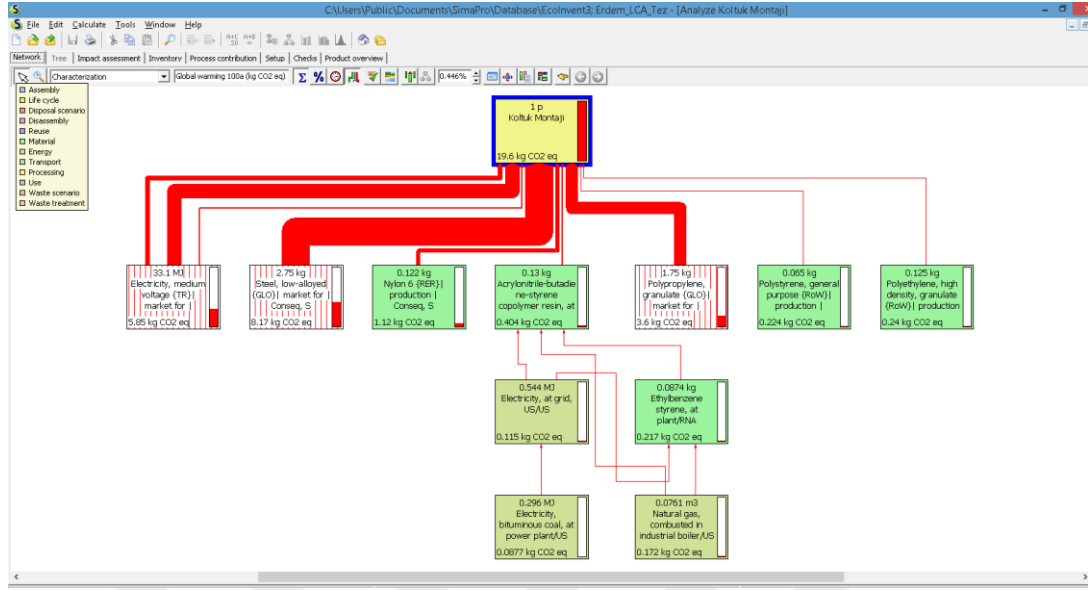 C:\Users\Public\Documents\SimaPro\Database\EcoInvent3; Erdem_LCA_Tez - [Analyze Koltuk Montaji]
File Edit Calculate Tools Window Help
Network Tree Impact assessment Inventory Process contribution Setup Checks Product overview
Characterization Global warming 100a (kg CO2 eq) Σ % 0.446%
Assembly
Life cycle
Disposal scenario
Disassembly
Reuse
Material
Energy
Transport
Processing
Use
Waste scenario
Waste treatment
1 p
Koltuk Montaji
19.6 kg CO2 eq
33.1 MJ
Electricity, medium
voltage {TR}|
market for |
5.85 kg CO2 eq
2.75 kg
Steel, low-alloyed
{GLO}| market for |
Conseq, S
8.17 kg CO2 eq
0.122 kg
Nylon 6 {RER}|
production |
Conseq, S
1.12 kg CO2 eq
0.13 kg
Acrylonitrile-butadie
ne-styrene
copolymer resin, at
0.404 kg CO2 eq
1.75 kg
Polypropylene,
granulate {GLO}|
market for |
3.6 kg CO2 eq
0.065 kg
Polystyrene, general
purpose {RoW}|
production |
0.224 kg CO2 eq
0.125 kg
Polyethylene, high
density, granulate
{RoW}| production
0.24 kg CO2 eq
0.544 MJ
Electricity, at grid,
US/US
0.115 kg CO2 eq
0.0874 kg
Ethylbenzene
styrene, at
plant/RNA
0.217 kg CO2 eq
0.296 MJ
Electricity,
bituminous coal, at
power plant/US
0.0877 kg CO2 eq
0.0761 m3
Natural gas,
combusted in
industrial boiler/US
0.172 kg CO2 eq